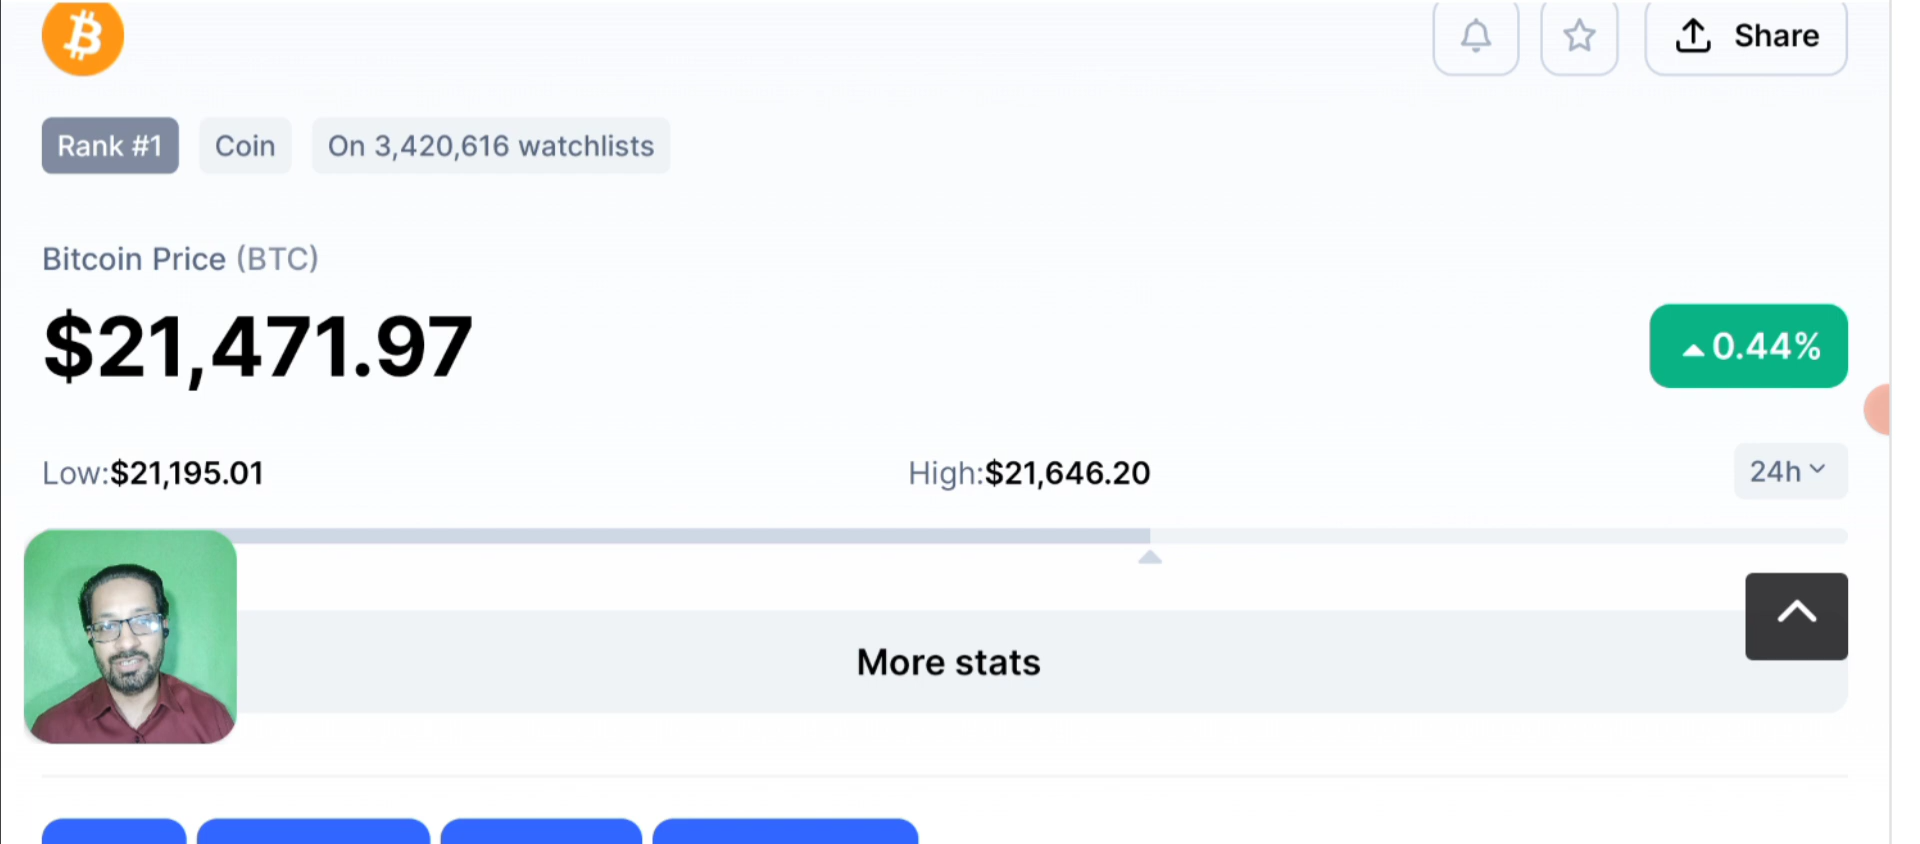 Share
Rank #1 Coin On 3,420,616 watchlists
Bitcoin Price (BTC)
$21,471.97 0.44%
Low:$21,195.01 High:$21,646.20 24h
More stats